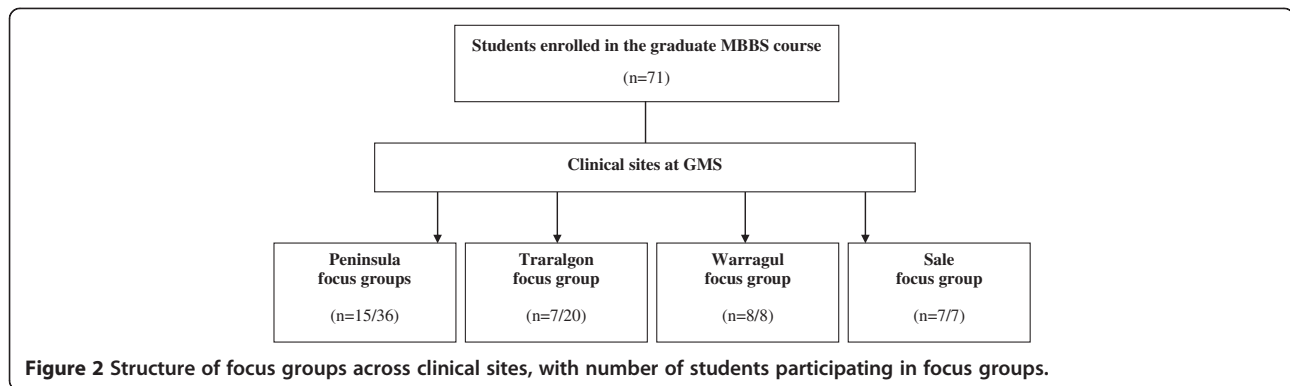 Students enrolled in the graduate MBBS course
(n=71)
Clinical sites at GMS
Peninsula
focus groups
(n=15/36)
Traralgon
focus group
(n=7/20)
Warragul
focus group
(n=8/8)
Sale
focus group
(n=7/7)
Figure 2 Structure of focus groups across clinical sites, with number of students participating in focus groups.